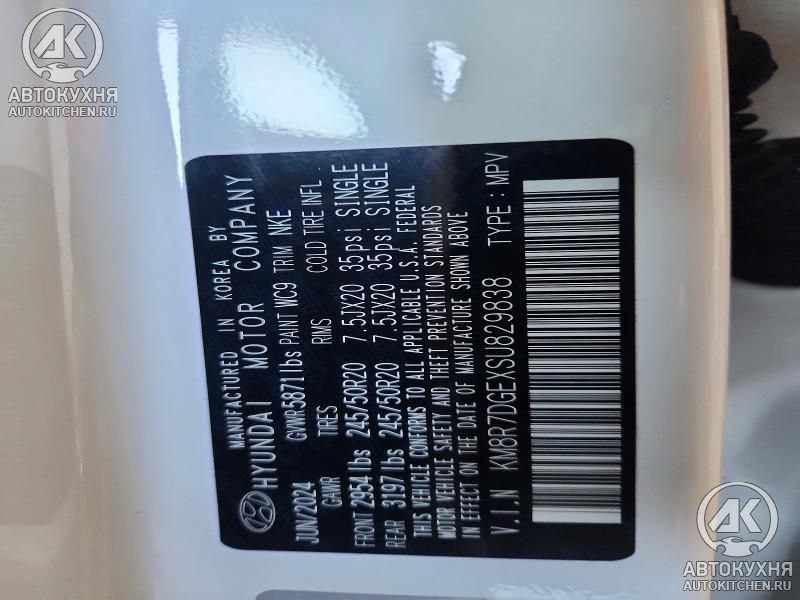 AK
АВТОКУХНЯ
AUTOKITCHEN.RU
MANUFACTURED IN KOREA BY
HYUNDAI MOTOR COMPANY
JUN/2024 GVWR5871lbs PAINT WC9 TRIM NKE
GAWR TIRES RIMS COLD TIRE INFL.
FRONT 2954 lbs 245/50R20 7.5JX20 35psi SINGLE
REAR 3197 lbs 245/50R20 7.5JX20 35psi SINGLE
THIS VEHICLE CONFORMS TO ALL APPLICABLE U.S.A. FEDERAL
MOTOR VEHICLE SAFETY AND THEFT PREVENTION STANDARDS
IN EFFECT ON THE DATE OF MANUFACTURE SHOWN ABOVE
V.I.N KM8R7DGEXSU829838 TYPE : MPV
AK
АВТОКУХНЯ
AUTOKITCHEN.RU